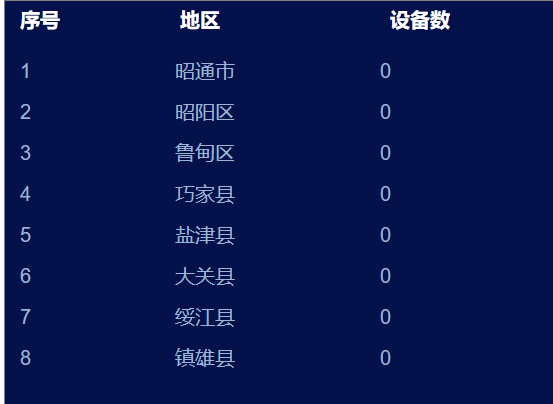 序号 地区 设备数
1 昭通市 0
2 昭阳区 0
3 鲁甸区 0
4 巧家县 0
5 盐津县 0
6 大关县 0
7 绥江县 0
8 镇雄县 0